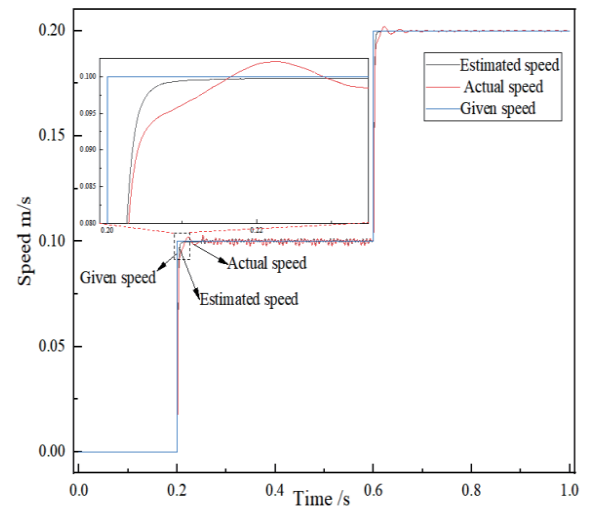 0.20
0.15
0.10
0.05
0.00
Speed m/s
0.100
0.095
0.090
0.085
0.080
0.20
0.22
Estimated speed
Actual speed
Given speed
Actual speed
Given speed
Estimated speed
0.0
0.2
0.4
0.6
0.8
1.0
Time /s